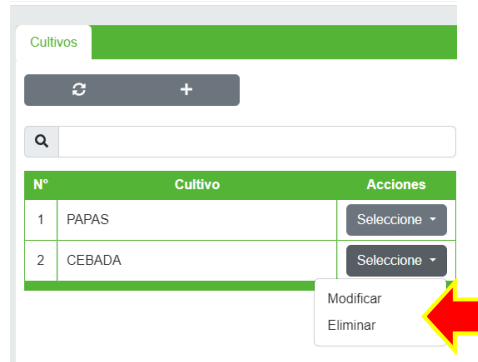 Cultivos
+
N° Cultivo Acciones
1 PAPAS Seleccione
2 CEBADA Seleccione
Modificar
Eliminar